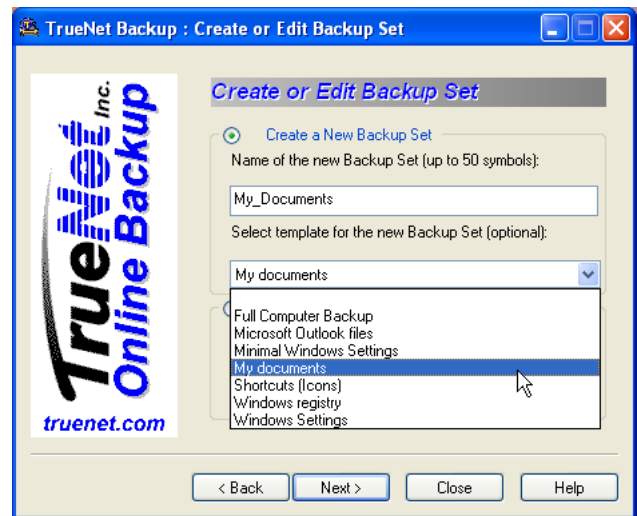 TrueNet Backup : Create or Edit Backup Set
TrueNet Inc.
Online Backup
truenet.com
Create or Edit Backup Set
Create a New Backup Set
Name of the new Backup Set (up to 50 symbols):
My_Documents
Select template for the new Backup Set (optional):
My documents
Full Computer Backup
Microsoft Outlook files
Minimal Windows Settings
My documents
Shortcuts (Icons)
Windows registry
Windows Settings
< Back Next > Close Help